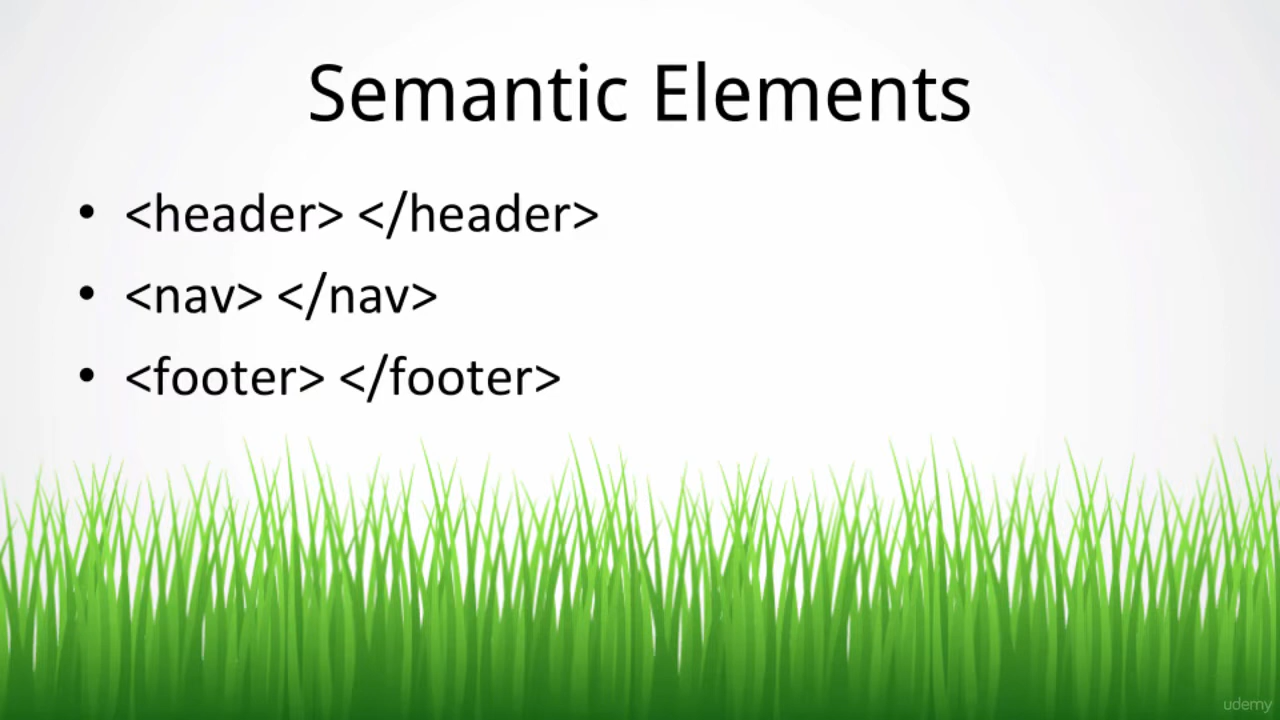 Semantic Elements
• <header> </header>
• <nav> </nav>
• <footer> </footer>
udemy